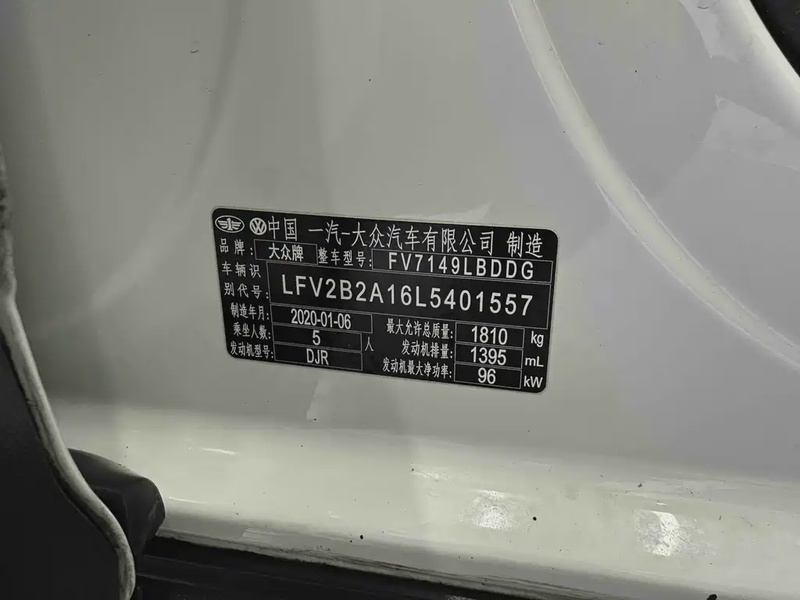 中国 一汽-大众汽车有限公司 制造
品牌: 大众牌 整车型号: FV7149LBDDG
车辆识别代号: LFV2B2A16L5401557
制造年月: 2020-01-06 最大允许总质量: 1810 kg
乘坐人数: 5 人 发动机排量: 1395 mL
发动机型号: DJR 发动机最大净功率: 96 kW